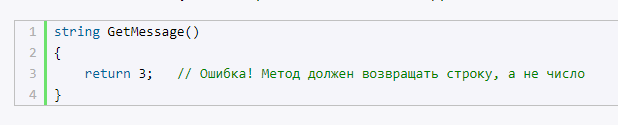 1 string GetMessage()
2 {
3 return 3; // Ошибка! Метод должен возвращать строку, а не число
4 }